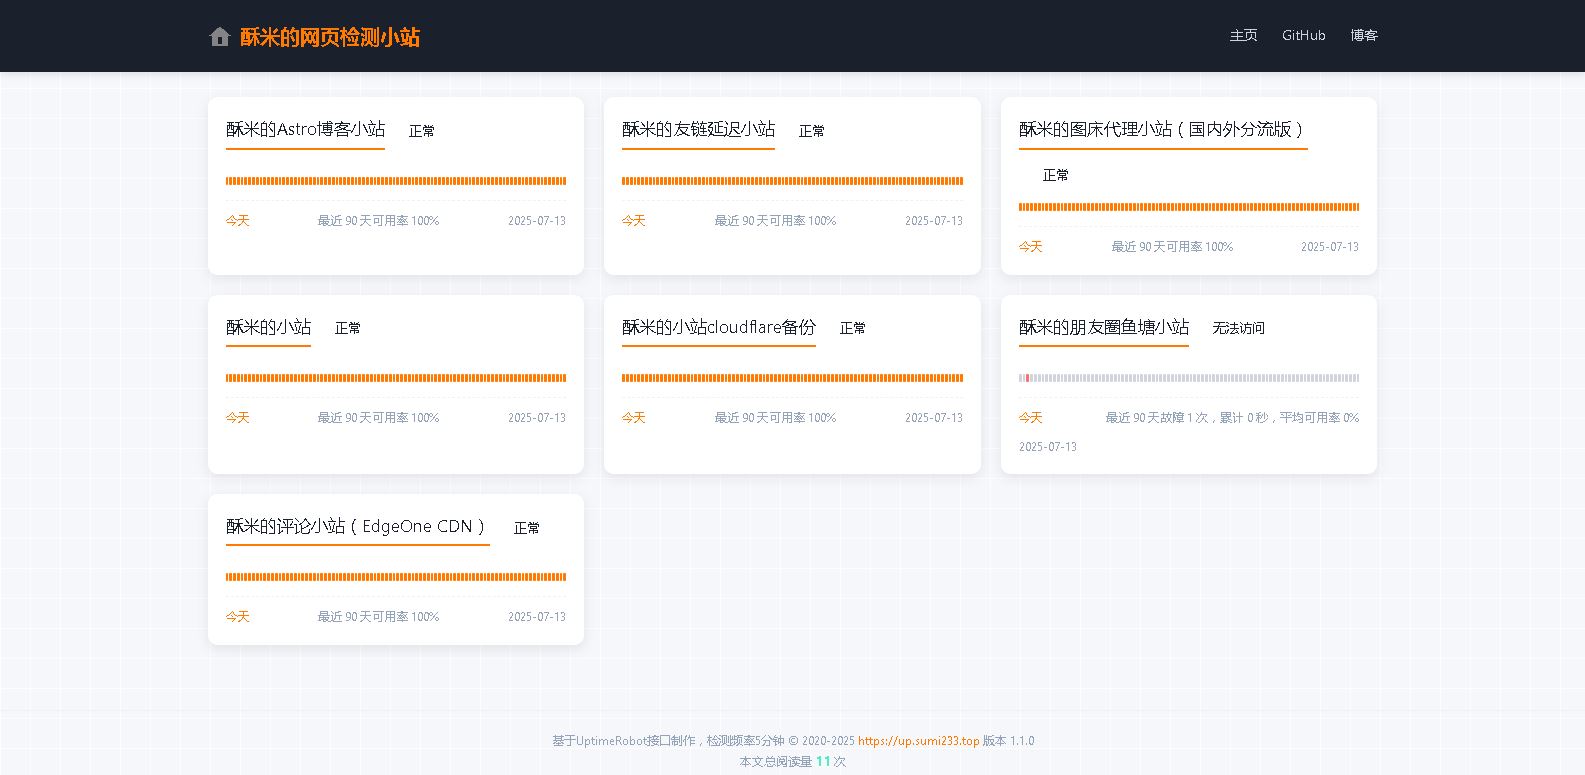 酥米的网页检测小站
主页 GitHub 博客
酥米的Astro博客小站 正常
今天 最近 90 天可用率 100% 2025-07-13
酥米的友链延迟小站 正常
今天 最近 90 天可用率 100% 2025-07-13
酥米的图床代理小站（国内外分流版）
正常
今天 最近 90 天可用率 100% 2025-07-13
酥米的小站 正常
今天 最近 90 天可用率 100% 2025-07-13
酥米的小站cloudflare备份 正常
今天 最近 90 天可用率 100% 2025-07-13
酥米的朋友圈鱼塘小站 无法访问
今天 最近 90 天故障 1 次，累计 0 秒，平均可用率 0%
2025-07-13
酥米的评论小站（EdgeOne CDN） 正常
今天 最近 90 天可用率 100% 2025-07-13
基于UptimeRobot接口制作，检测频率5分钟 © 2020-2025 https://up.sumi233.top 版本 1.1.0
本文总阅读量 11 次